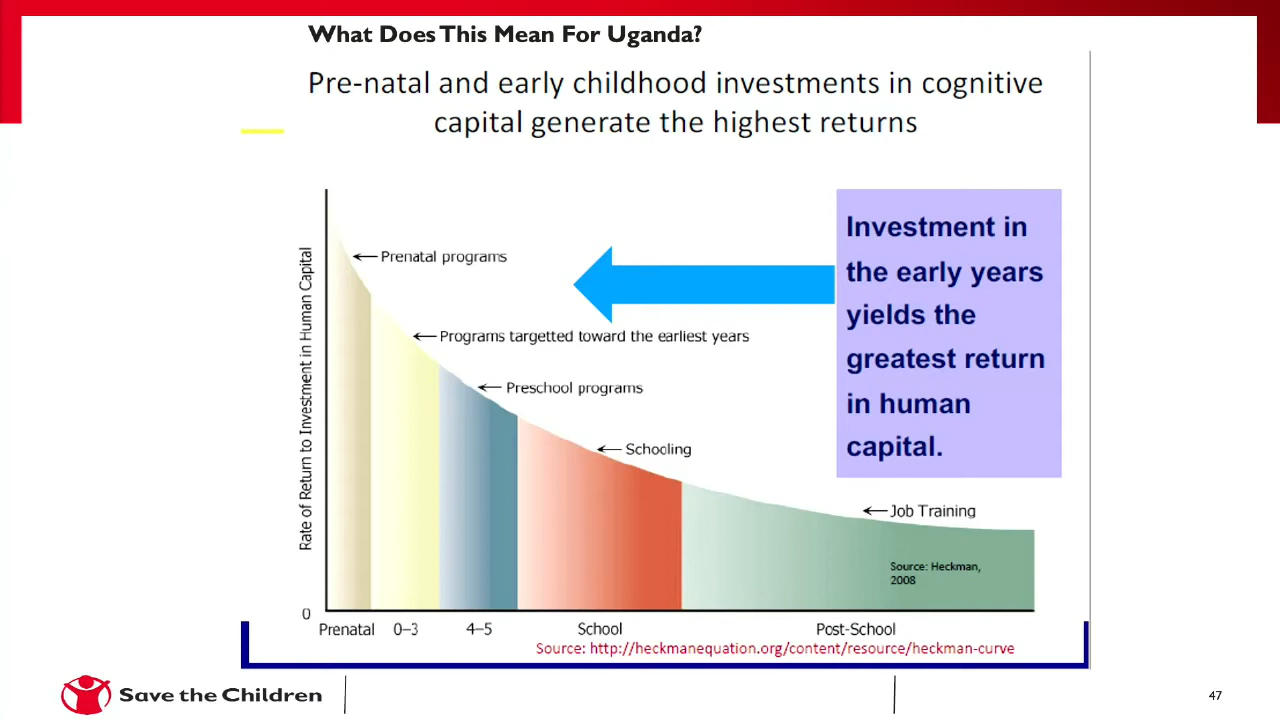 What Does This Mean For Uganda?
Pre-natal and early childhood investments in cognitive
capital generate the highest returns
Rate of Return to Investment in Human Capital
Prenatal programs
Programs targetted toward the earliest years
Preschool programs
Schooling
Job Training
Investment in
the early years
yields the
greatest return
in human
capital.
Source: Heckman,
2008
0
Prenatal
0–3
4–5
School
Post-School
Source: http://heckmanequation.org/content/resource/heckman-curve
Save the Children
47